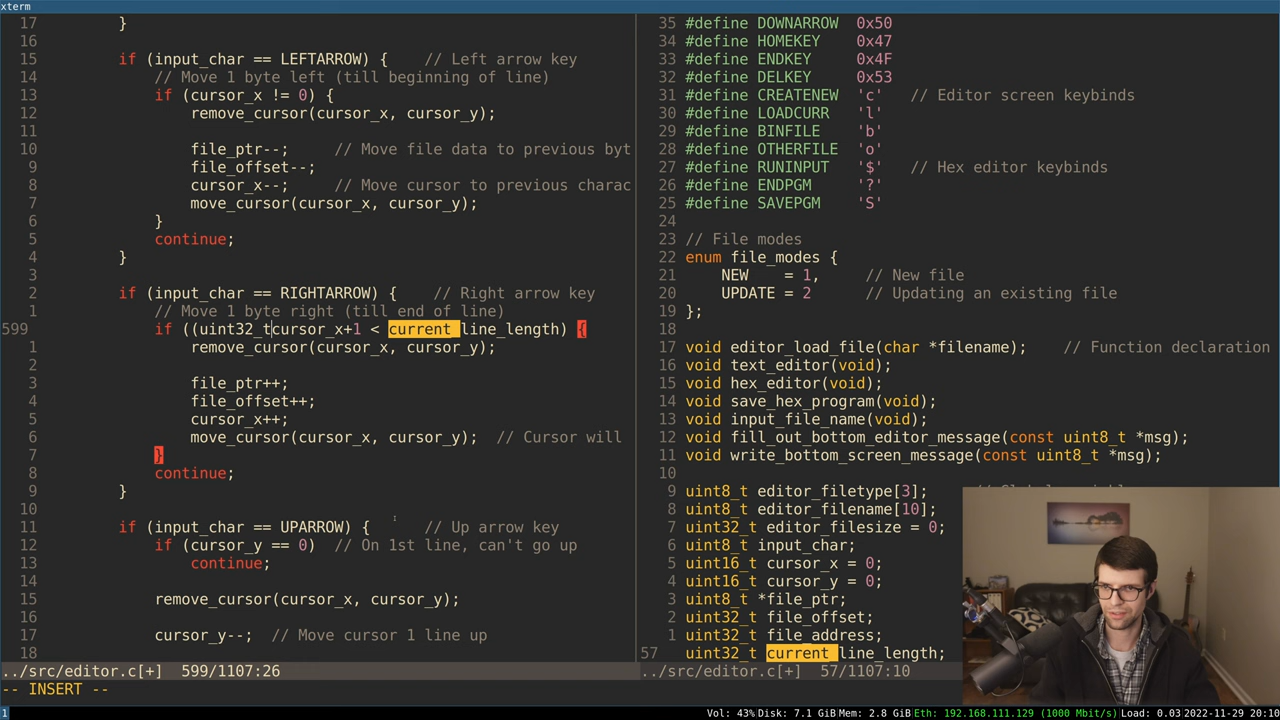 xterm
17 }
16
15 if (input_char == LEFTARROW) { // Left arrow key
14 // Move 1 byte left (till beginning of line)
13 if (cursor_x != 0) {
12 remove_cursor(cursor_x, cursor_y);
11
10 file_ptr--; // Move file data to previous byt
9 file_offset--;
8 cursor_x--; // Move cursor to previous charac
7 move_cursor(cursor_x, cursor_y);
6 }
5 continue;
4 }
3
2 if (input_char == RIGHTARROW) { // Right arrow key
1 // Move 1 byte right (till end of line)
599 if ((uint32_tcursor_x+1 < current_line_length) {
1 remove_cursor(cursor_x, cursor_y);
2
3 file_ptr++;
4 file_offset++;
5 cursor_x++;
6 move_cursor(cursor_x, cursor_y); // Cursor will
7 }
8 continue;
9 }
10
11 if (input_char == UPARROW) { // Up arrow key
12 if (cursor_y == 0) // On 1st line, can't go up
13 continue;
14
15 remove_cursor(cursor_x, cursor_y);
16
17 cursor_y--; // Move cursor 1 line up
18
../src/editor.c[+] 599/1107:26
-- INSERT --
35 #define DOWNARROW 0x50
34 #define HOMEKEY 0x47
33 #define ENDKEY 0x4F
32 #define DELKEY 0x53
31 #define CREATENEW 'c' // Editor screen keybinds
30 #define LOADCURR 'l'
29 #define BINFILE 'b'
28 #define OTHERFILE 'o'
27 #define RUNINPUT '$' // Hex editor keybinds
26 #define ENDPGM '?'
25 #define SAVEPGM 'S'
24
23 // File modes
22 enum file_modes {
21 NEW = 1, // New file
20 UPDATE = 2 // Updating an existing file
19 };
18
17 void editor_load_file(char *filename); // Function declaration
16 void text_editor(void);
15 void hex_editor(void);
14 void save_hex_program(void);
13 void input_file_name(void);
12 void fill_out_bottom_editor_message(const uint8_t *msg);
11 void write_bottom_screen_message(const uint8_t *msg);
10
9 uint8_t editor_filetype[3];
8 uint8_t editor_filename[10];
7 uint32_t editor_filesize = 0;
6 uint8_t input_char;
5 uint16_t cursor_x = 0;
4 uint16_t cursor_y = 0;
3 uint8_t *file_ptr;
2 uint32_t file_offset;
1 uint32_t file_address;
57 uint32_t current_line_length;
../src/editor.c[+] 57/1107:10
1 Vol: 43% Disk: 7.1 GiB Mem: 2.8 GiB Eth: 192.168.111.129 (1000 Mbit/s) Load: 0.03 2022-11-29 20:10